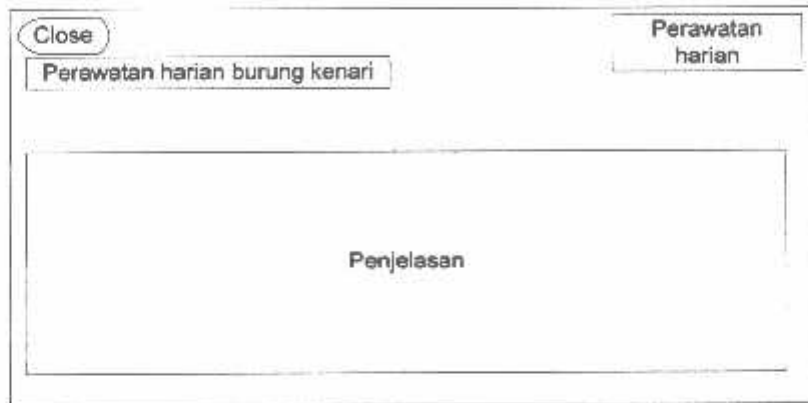 Close
Perawatan
harian
Perawatan harian burung kenari
Penjelasan